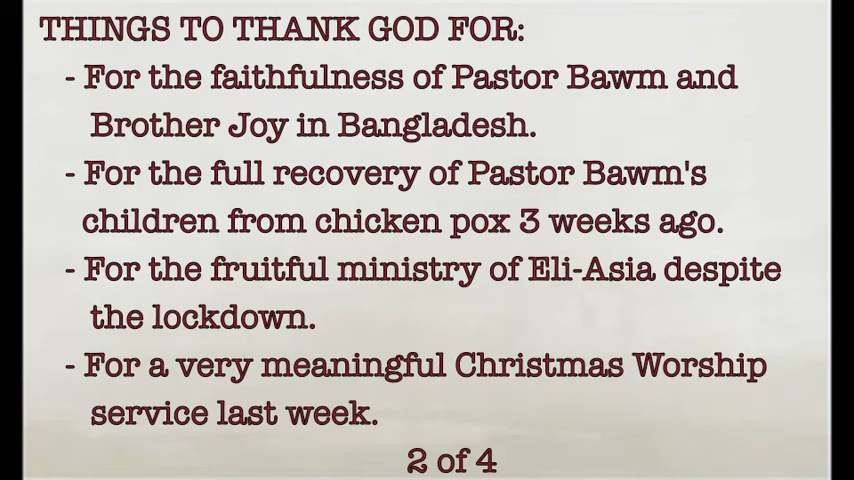 THINGS TO THANK GOD FOR:
- For the faithfulness of Pastor Bawm and
Brother Joy in Bangladesh.
- For the full recovery of Pastor Bawm's
children from chicken pox 3 weeks ago.
- For the fruitful ministry of Eli-Asia despite
the lockdown.
- For a very meaningful Christmas Worship
service last week.
2 of 4